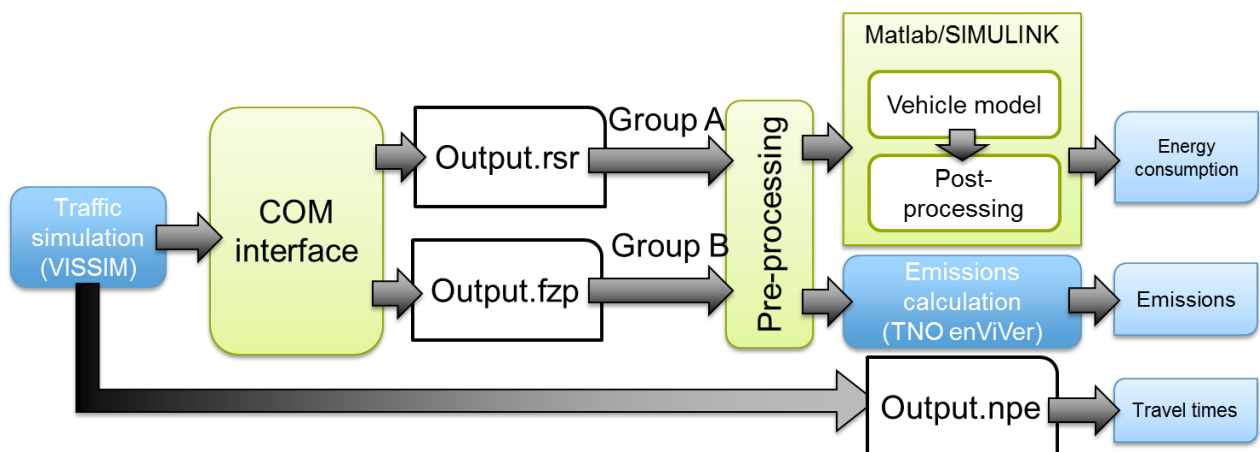 Traffic
simulation
(VISSIM)
COM
interface
Output.rsr
Output.fzp
Group A
Group B
Pre-processing
Matlab/SIMULINK
Vehicle model
Post-
processing
Energy
consumption
Emissions
calculation
(TNO enViVer)
Emissions
Output.npe
Travel times